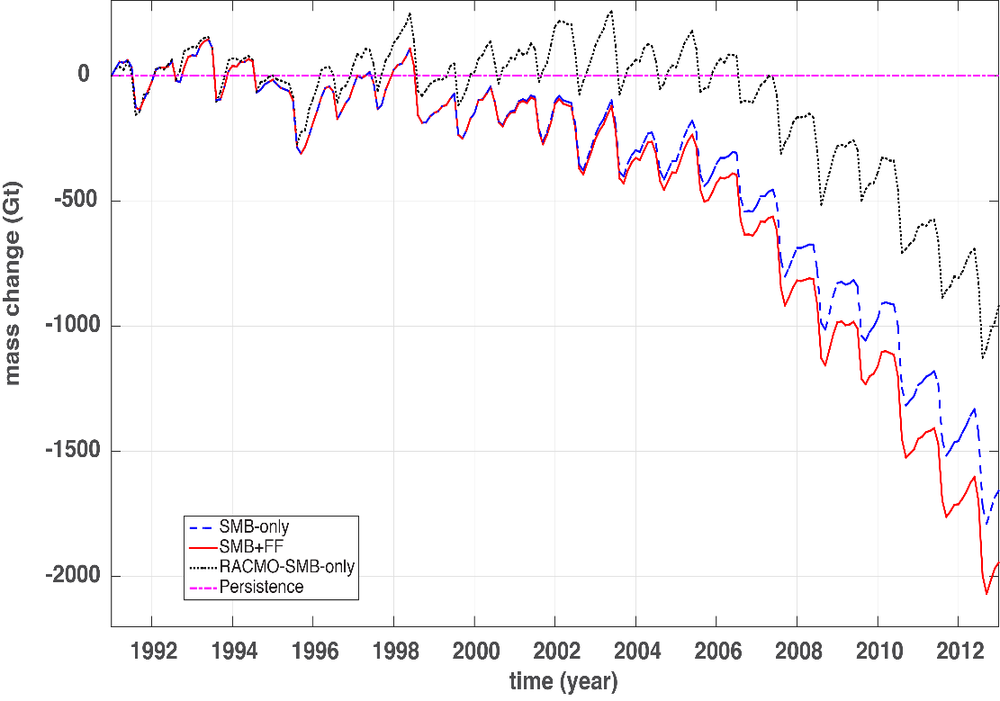 mass change (Gt)
0
-500
-1000
-1500
-2000
SMB-only
SMB+FF
RACMO-SMB-only
Persistence
1992 1994 1996 1998 2000 2002 2004 2006 2008 2010 2012
time (year)